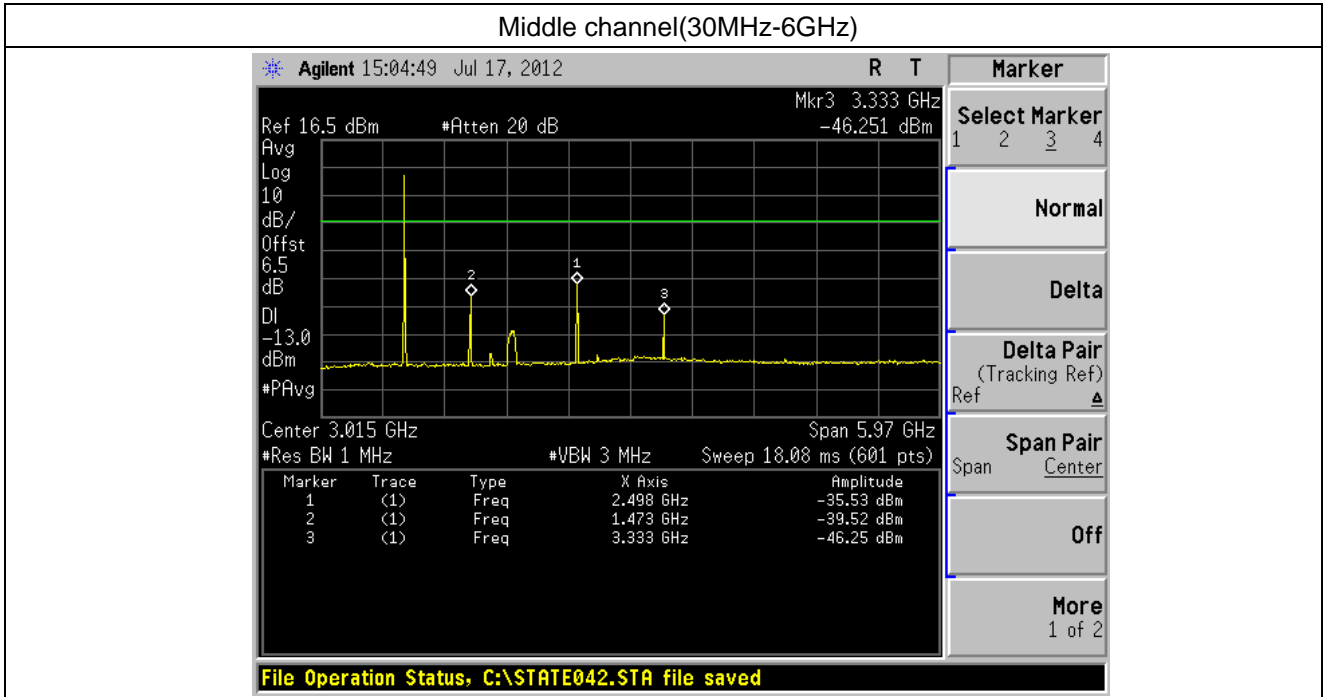 Middle channel(30MHz-6GHz)
Agilent 15:04:49 Jul 17, 2012 R T
Mkr3 3.333 GHz
Ref 16.5 dBm #Atten 20 dB -46.251 dBm
Avg
Log
10
dB/
Offst
6.5
dB
DI
-13.0
dBm
#PAvg
2
1
3
Center 3.015 GHz Span 5.97 GHz
#Res BW 1 MHz #VBW 3 MHz Sweep 18.08 ms (601 pts)
Marker Trace Type X Axis Amplitude
1 (1) Freq 2.498 GHz -35.53 dBm
2 (1) Freq 1.473 GHz -39.52 dBm
3 (1) Freq 3.333 GHz -46.25 dBm
File Operation Status, C:\STATE042.STA file saved
Marker
Select Marker
1 2 3 4
Normal
Delta
Delta Pair
(Tracking Ref)
Ref Δ
Span Pair
Span Center
Off
More
1 of 2